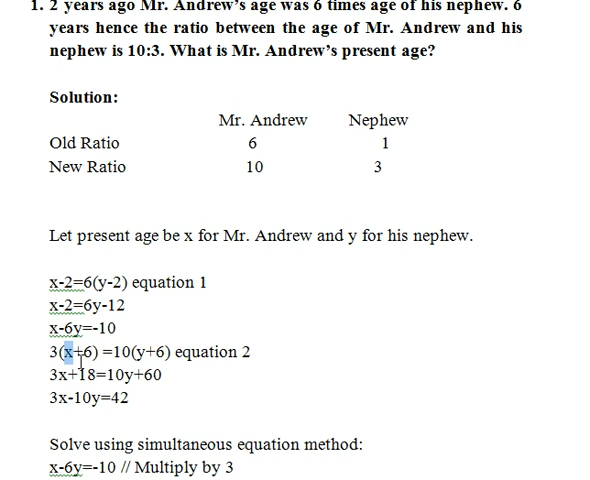 1. 2 years ago Mr. Andrew's age was 6 times age of his nephew. 6
years hence the ratio between the age of Mr. Andrew and his
nephew is 10:3. What is Mr. Andrew's present age?
Solution:
Mr. Andrew Nephew
Old Ratio 6 1
New Ratio 10 3
Let present age be x for Mr. Andrew and y for his nephew.
x-2=6(y-2) equation 1
x-2=6y-12
x-6y=-10
3(x+6) =10(y+6) equation 2
3x+18=10y+60
3x-10y=42
Solve using simultaneous equation method:
x-6y=-10 // Multiply by 3